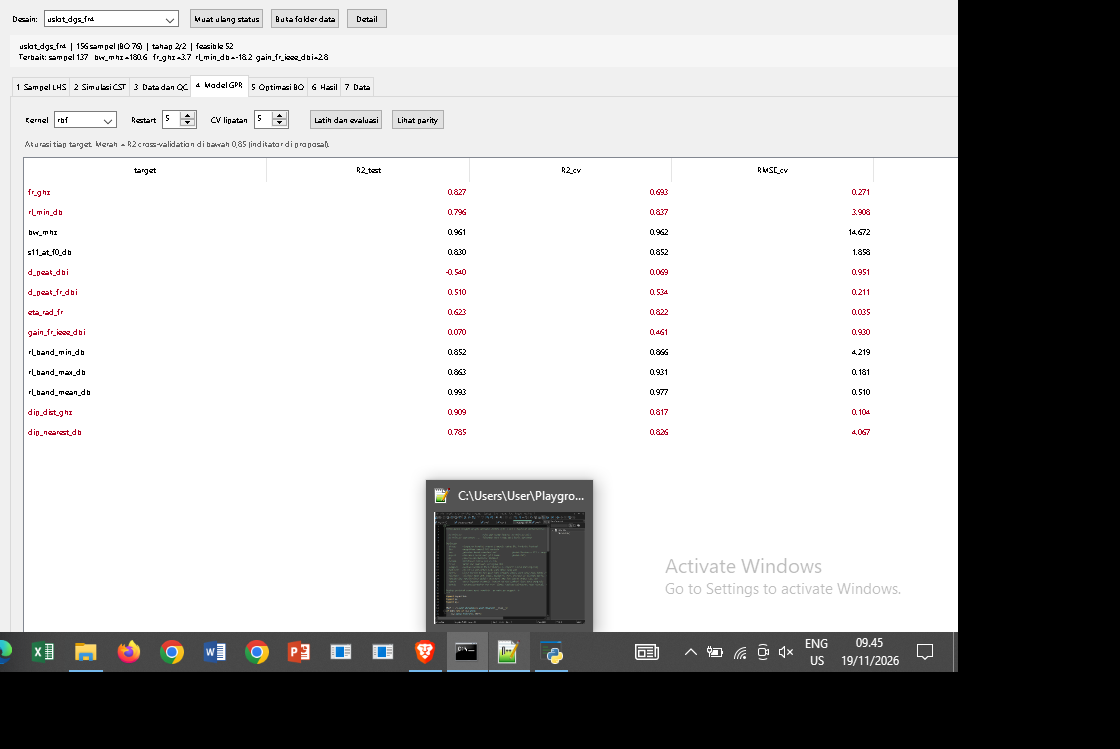 Desain: uslot_dgs_fr4 Muat ulang status Buka folder data Detail
uslot_dgs_fr4 | 156 sampel (BO 76) | tahap 2/2 | feasible 52
Terbaik: sampel 137 bw_mhz=180.6 fr_ghz=3.7 rl_min_db=-18.2 gain_fr_ieee_dbi=2.8
1 Sampel LHS 2 Simulasi CST 3 Data dan QC 4 Model GPR 5 Optimasi BO 6 Hasil 7 Data
Kernel rbf Restart 5 CV lipatan 5 Latih dan evaluasi Lihat parity
Akurasi tiap target. Merah = R2 cross-validation di bawah 0,85 (indikator di proposal).
target R2_test R2_cv RMSE_cv
fr_ghz 0.827 0.693 0.271
rl_min_db 0.796 0.837 3.908
bw_mhz 0.961 0.962 14.672
s11_at_f0_db 0.830 0.852 1.858
d_peak_dbi -0.540 0.069 0.951
d_peak_fr_dbi 0.510 0.534 0.211
eta_rad_fr 0.623 0.822 0.035
gain_fr_ieee_dbi 0.070 0.461 0.930
rl_band_min_db 0.852 0.866 4.219
rl_band_max_db 0.863 0.931 0.181
rl_band_mean_db 0.993 0.977 0.510
dip_dist_ghz 0.909 0.817 0.104
dip_nearest_db 0.785 0.826 4.067
C:\Users\User\Playgro...
Activate Windows
Go to Settings to activate Windows.
ENG 09.45
US 19/11/2026